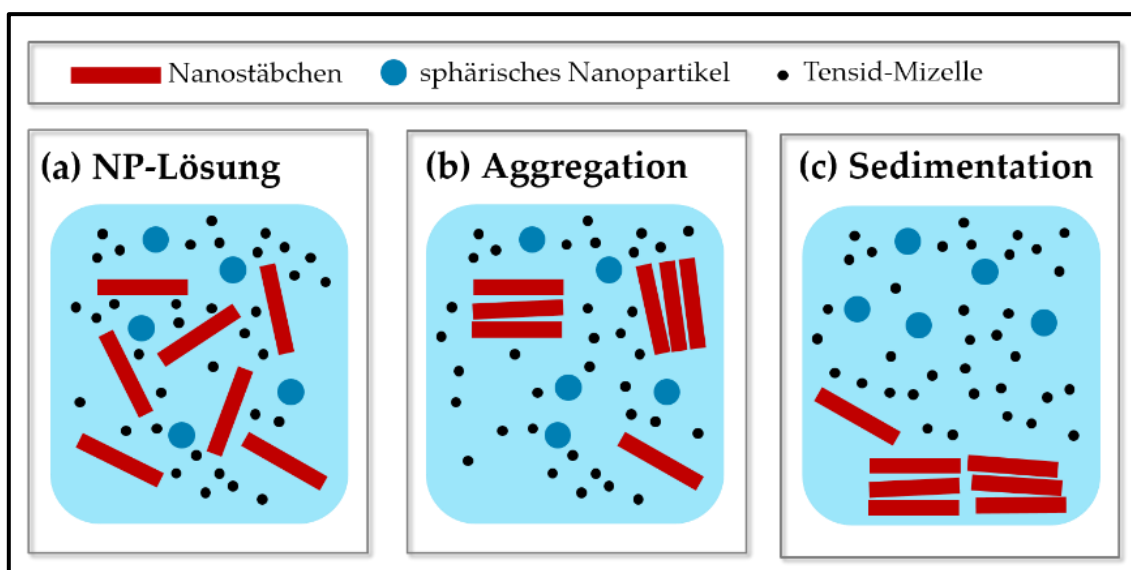 Nanostäbchen sphärisches Nanopartikel Tensid-Mizelle
(a) NP-Lösung (b) Aggregation (c) Sedimentation